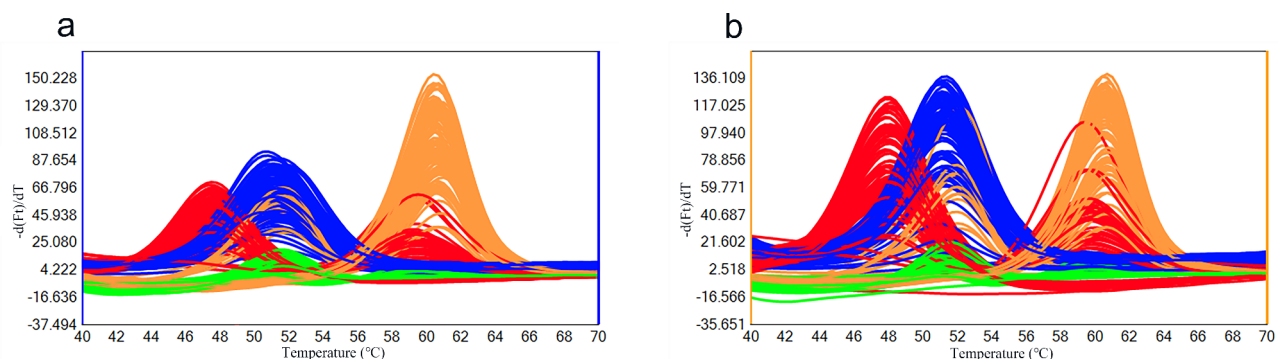 a
-d(Ft)/dT
150.228
129.370
108.512
87.654
66.796
45.938
25.080
4.222
-16.636
-37.494
40 42 44 46 48 50 52 54 56 58 60 62 64 66 68 70
Temperature (℃)
b
-d(Ft)/dT
136.109
117.025
97.940
78.856
59.771
40.687
21.602
2.518
-16.566
-35.651
40 42 44 46 48 50 52 54 56 58 60 62 64 66 68 70
Temperature (℃)